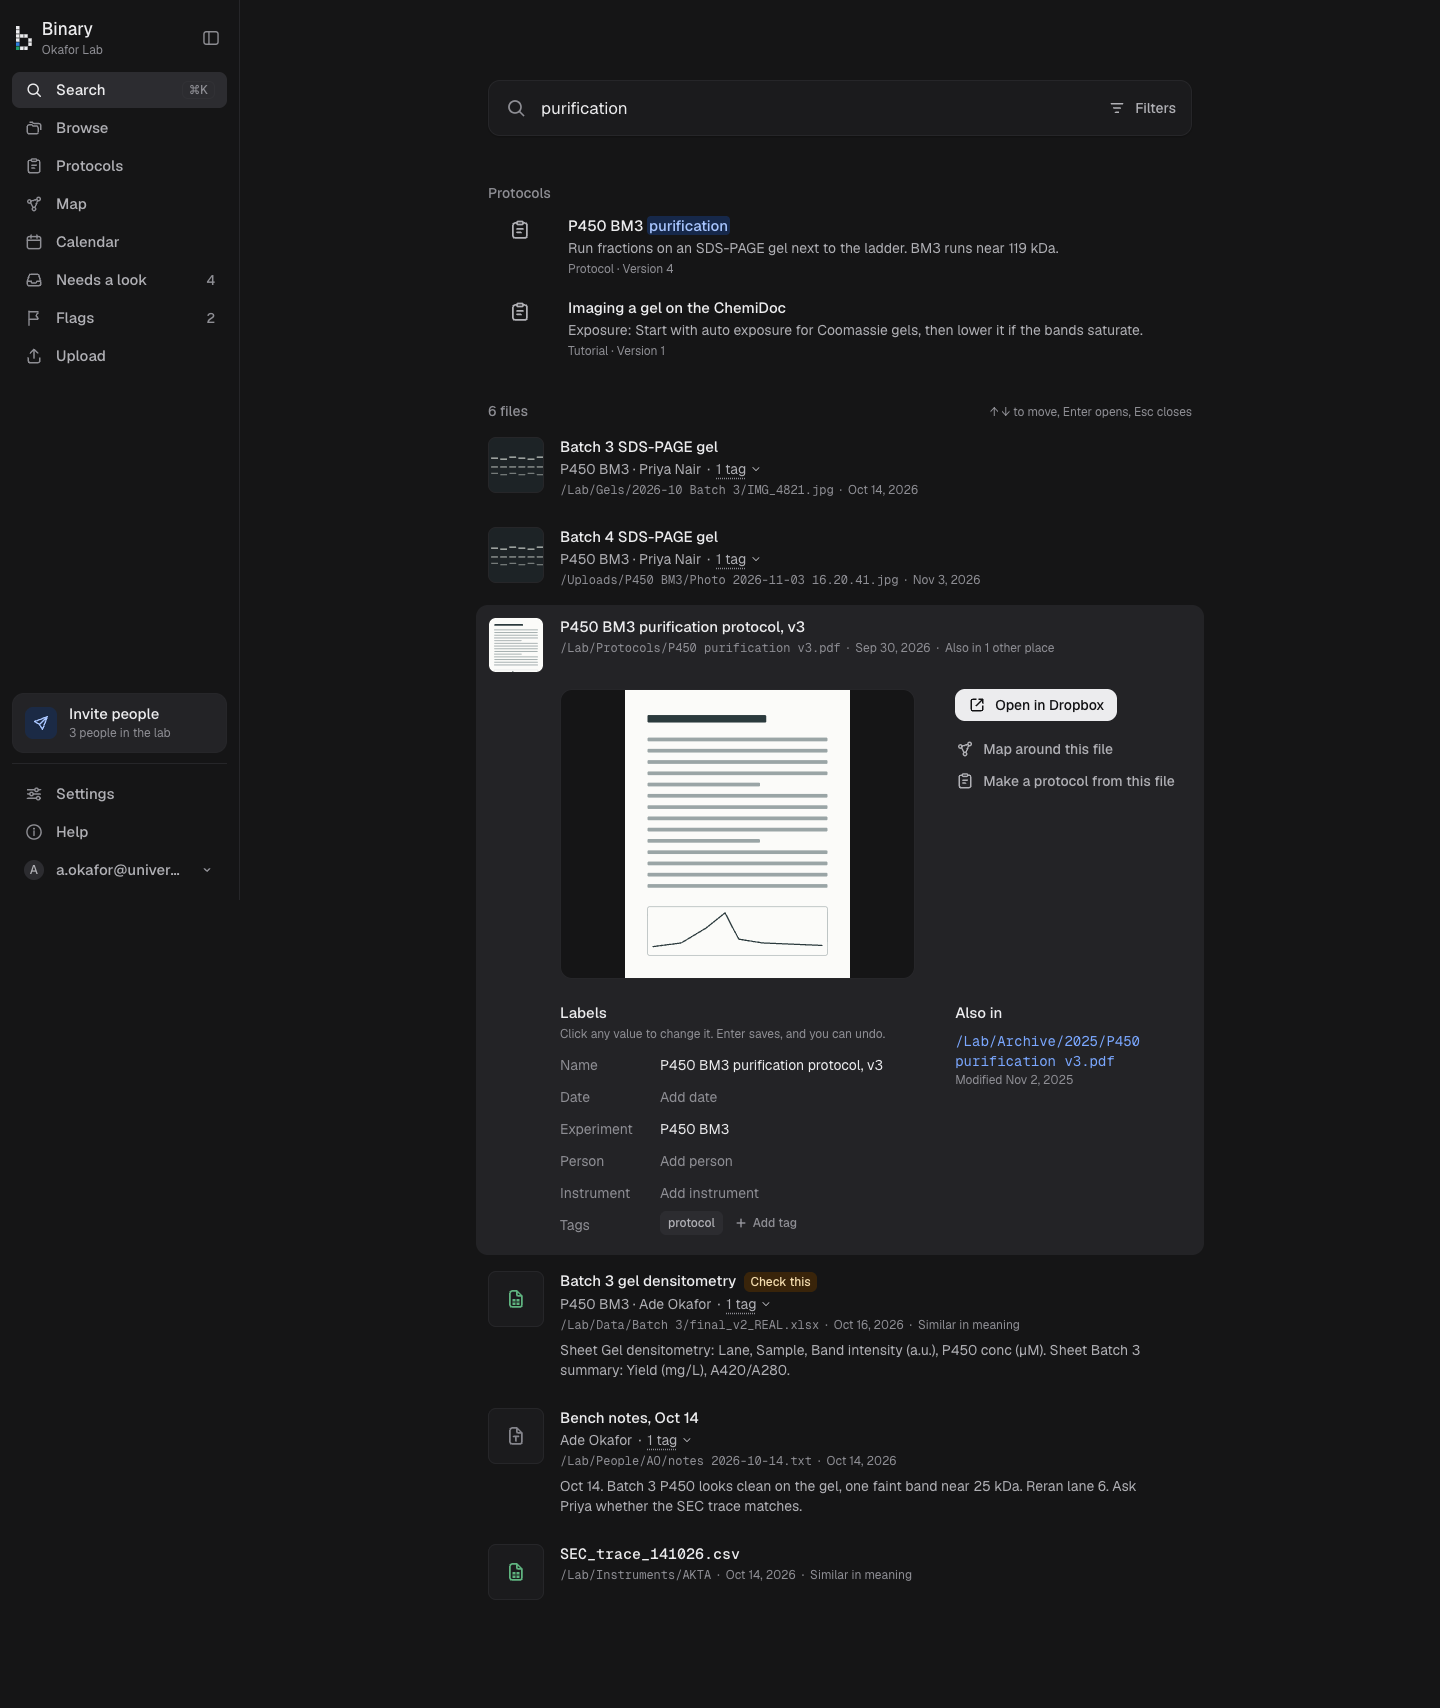 Binary
Okafor Lab
Search ⌘K
Browse
Protocols
Map
Calendar
Needs a look 4
Flags 2
Upload
Invite people
3 people in the lab
Settings
Help
A a.okafor@univer...
purification
Filters
Protocols
P450 BM3 purification
Run fractions on an SDS-PAGE gel next to the ladder. BM3 runs near 119 kDa.
Protocol · Version 4
Imaging a gel on the ChemiDoc
Exposure: Start with auto exposure for Coomassie gels, then lower it if the bands saturate.
Tutorial · Version 1
6 files
↑↓ to move, Enter opens, Esc closes
Batch 3 SDS-PAGE gel
P450 BM3 · Priya Nair · 1 tag
/Lab/Gels/2026-10 Batch 3/IMG_4821.jpg · Oct 14, 2026
Batch 4 SDS-PAGE gel
P450 BM3 · Priya Nair · 1 tag
/Uploads/P450 BM3/Photo 2026-11-03 16.20.41.jpg · Nov 3, 2026
P450 BM3 purification protocol, v3
/Lab/Protocols/P450 purification v3.pdf · Sep 30, 2026 · Also in 1 other place
Open in Dropbox
Map around this file
Make a protocol from this file
Labels
Click any value to change it. Enter saves, and you can undo.
Name P450 BM3 purification protocol, v3
Date Add date
Experiment P450 BM3
Person Add person
Instrument Add instrument
Tags protocol + Add tag
Also in
/Lab/Archive/2025/P450
purification v3.pdf
Modified Nov 2, 2025
Batch 3 gel densitometry Check this
P450 BM3 · Ade Okafor · 1 tag
/Lab/Data/Batch 3/final_v2_REAL.xlsx · Oct 16, 2026 · Similar in meaning
Sheet Gel densitometry: Lane, Sample, Band intensity (a.u.), P450 conc (µM). Sheet Batch 3
summary: Yield (mg/L), A420/A280.
Bench notes, Oct 14
Ade Okafor · 1 tag
/Lab/People/AO/notes 2026-10-14.txt · Oct 14, 2026
Oct 14. Batch 3 P450 looks clean on the gel, one faint band near 25 kDa. Reran lane 6. Ask
Priya whether the SEC trace matches.
SEC_trace_141026.csv
/Lab/Instruments/AKTA · Oct 14, 2026 · Similar in meaning